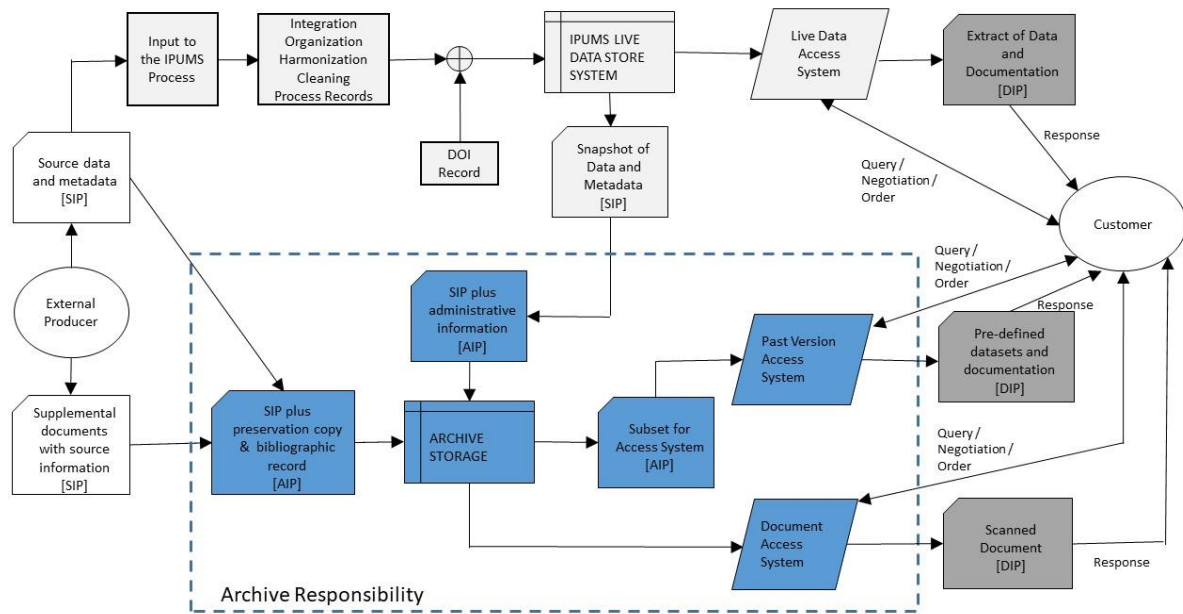 Input to
the IPUMS
Process
Integration
Organization
Harmonization
Cleaning
Process Records
IPUMS LIVE
DATA STORE
SYSTEM
Live Data
Access
System
Extract of Data
and
Documentation
[DIP]
Response
DOI
Record
Source data
and metadata
[SIP]
Snapshot of
Data and
Metadata
[SIP]
Query /
Negotiation /
Order
Customer
External
Producer
SIP plus
administrative
information
[AIP]
Query /
Negotiation /
Order
Response
Past Version
Access
System
Pre-defined
datasets and
documentation
[DIP]
Supplemental
documents
with source
information
[SIP]
SIP plus
preservation copy
& bibliographic
record
[AIP]
ARCHIVE
STORAGE
Subset for
Access System
[AIP]
Query /
Negotiation /
Order
Document
Access
System
Scanned
Document
[DIP]
Response
Archive Responsibility